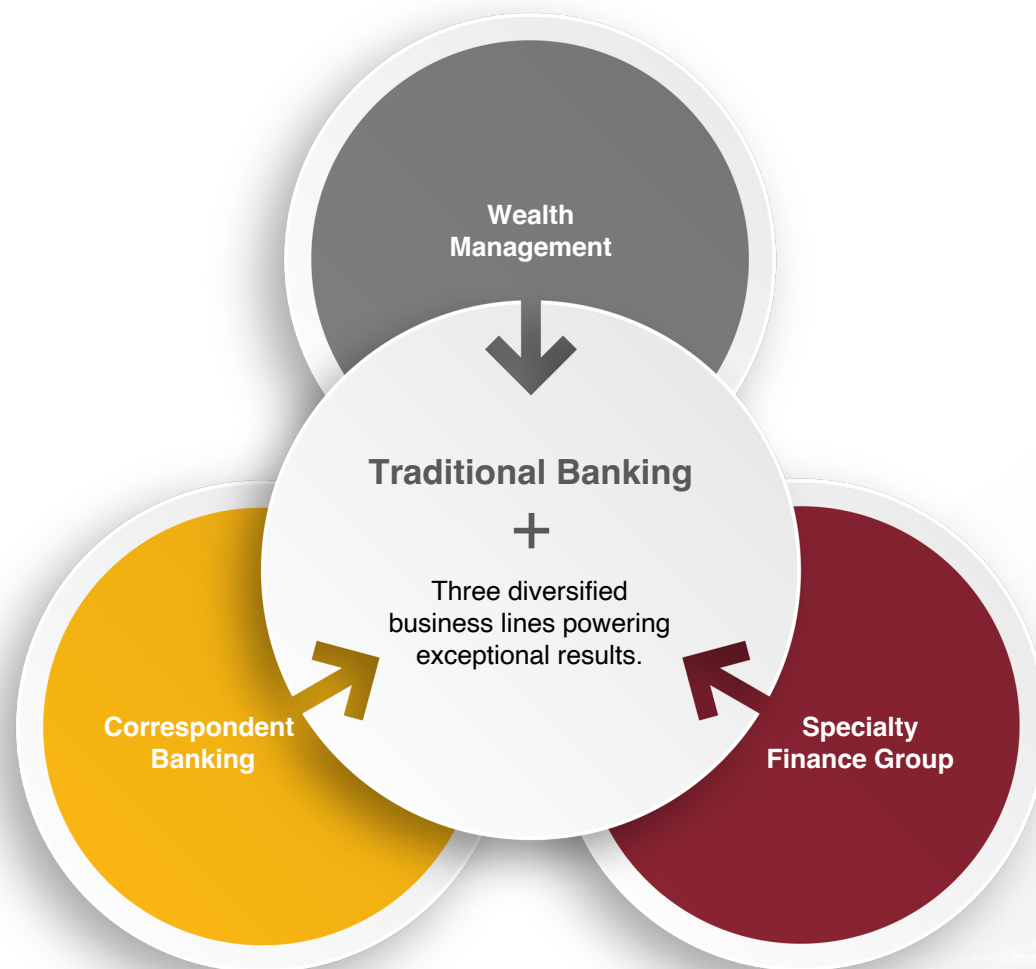 Wealth
Management
Traditional Banking
+
Three diversified
business lines powering
exceptional results.
Correspondent
Banking
Specialty
Finance Group